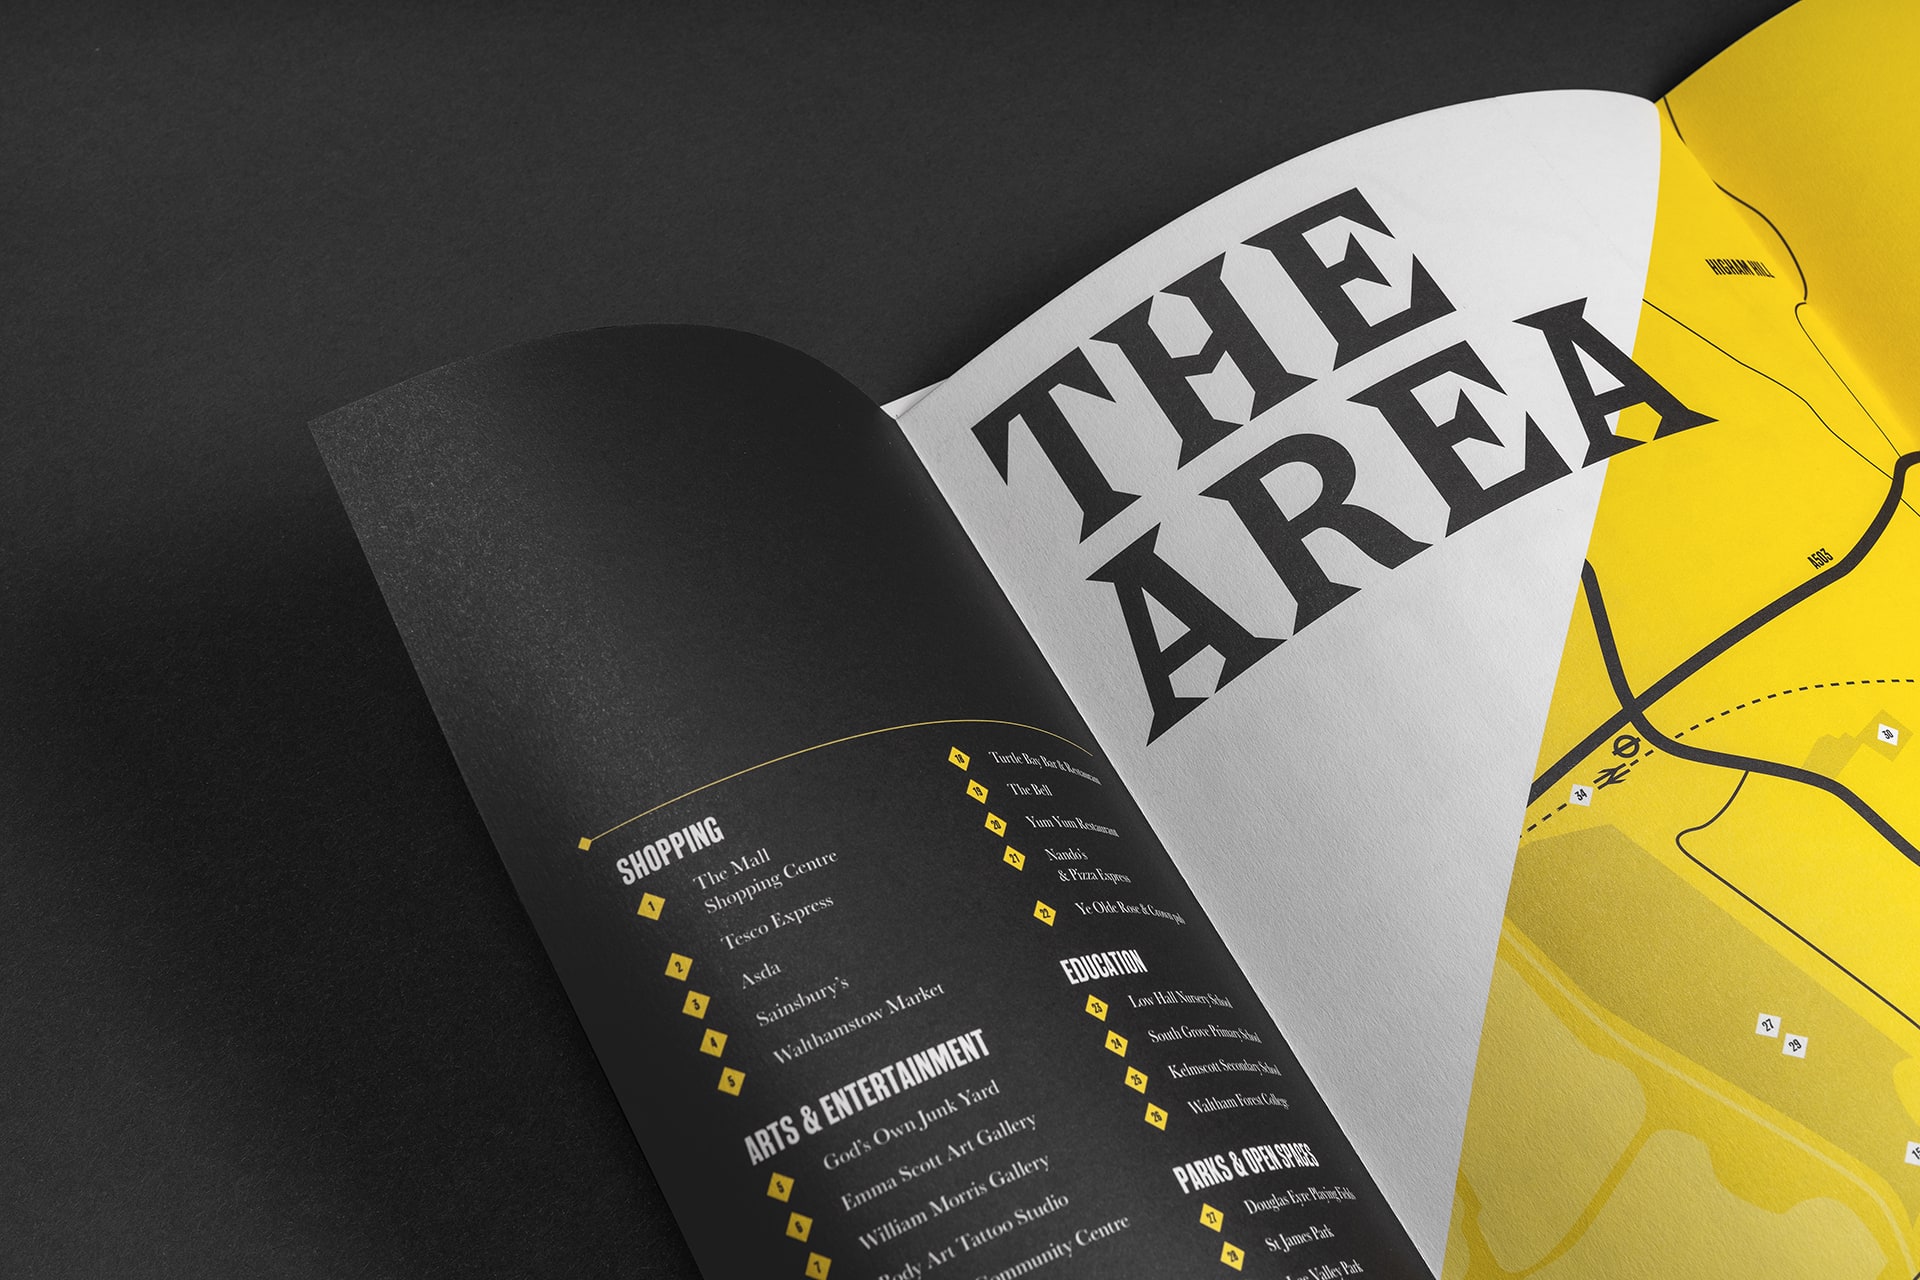 SHOPPING
1 The Mall
Shopping Centre
2 Tesco Express
3 Asda
4 Sainsbury's
5 Walthamstow Market
ARTS & ENTERTAINMENT
5 God's Own Junk Yard
6 Emma Scott Art Gallery
7 William Morris Gallery
Body Art Tattoo Studio
Community Centre
18 Turtle Bay Bar & Restaurant
19 The Bell
20 Yum Yum Restaurant
21 Nando's
& Pizza Express
22 Ye Olde Rose & Crown pub
EDUCATION
23 Low Hall Nursery School
24 South Grove Primary School
25 Kelmscott Secondary School
26 Waltham Forest College
PARKS & OPEN SPACES
27 Douglas Eyre Playing Fields
28 St James Park
Valley Park
THE
AREA
HIGHAM HILL
A503
30
34
27
29